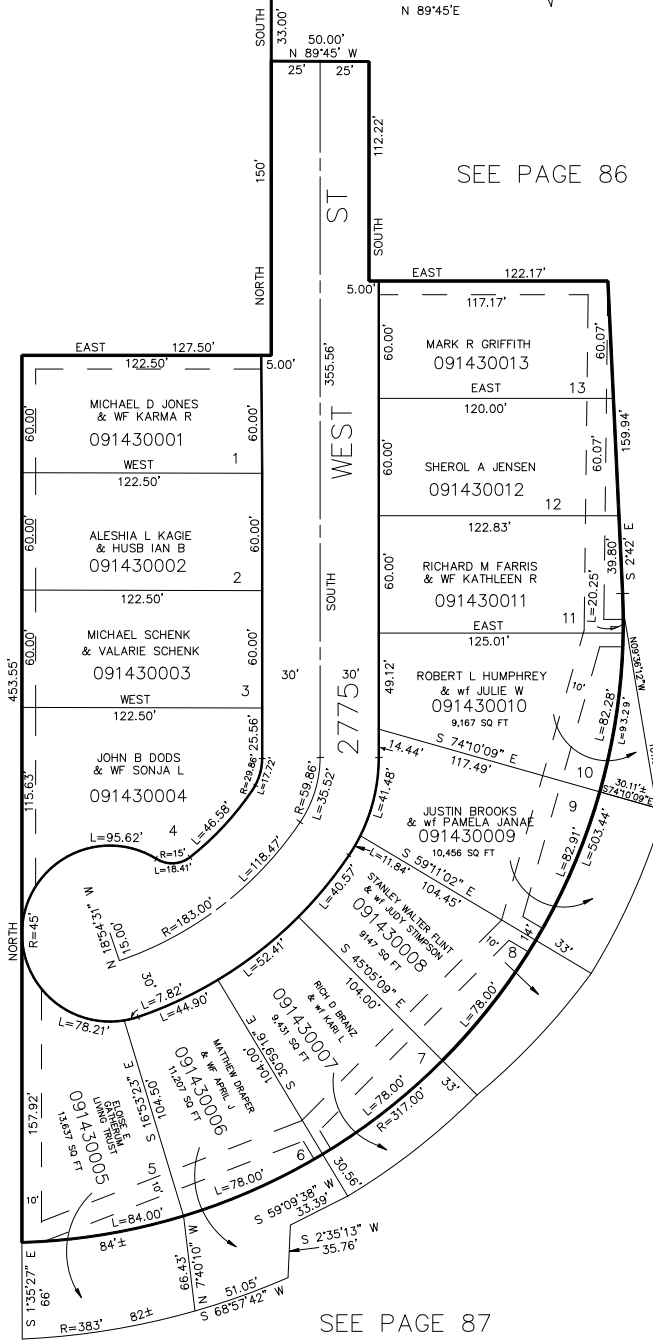 N 89°45'E
SOUTH
33.00'
50.00'
N 89°45' W
25'
25'
150'
112.22'
SEE PAGE 86
ST
SOUTH
NORTH
EAST
122.17'
5.00'
117.17'
60.00'
60.07'
MARK R GRIFFITH
091430013
EAST
13
120.00'
159.94'
EAST
127.50'
122.50'
5.00'
355.56'
60.00'
MICHAEL D JONES
& WF KARMA R
091430001
60.00'
WEST
1
122.50'
WEST
60.00'
60.07'
SHEROL A JENSEN
091430012
12
122.83'
60.00'
ALESHIA L KAGIE
& HUSB IAN B
091430002
60.00'
2
122.50'
SOUTH
60.00'
RICHARD M FARRIS
& WF KATHLEEN R
091430011
39.80'
S 2°42' E
L=20.25'
11
EAST
125.01'
N09°36'12"W
60.00'
MICHAEL SCHENK
& VALARIE SCHENK
091430003
60.00'
WEST
3
122.50'
453.55'
30'
30'
2775
49.12'
ROBERT L HUMPHREY
& wf JULIE W
091430010
9,167 SQ FT
10'
L=82.28'
L=93.29'
14.44'
S 74°10'09" E
117.49'
10
30.11'±
S74°10'09"E
115.63'
JOHN B DODS
& WF SONJA L
091430004
25.56'
R=29.86'
L=17.72'
4
L=95.62'
R=15'
L=18.41'
L=46.58'
R=59.86'
L=35.52'
L=118.47'
L=41.48'
JUSTIN BROOKS
& wf PAMELA JANAE
091430009
10,456 SQ FT
9
L=82.91'
L=503.44'
L=11.84'
S 59°11'02" E
104.45'
14'
33'
R=45'
N 18°54'31" W
15.00'
R=183.00'
L=40.57'
STANLEY WALTER FLINT
& wf JUDY STIMPSON
091430008
9147 SQ FT
10'
8
L=78.00'
NORTH
30'
L=7.82'
L=44.90'
L=52.41'
S 45°05'09" E
104.00'
RICH D BRANZ
& wf KARI L
091430007
9,431 SQ FT
7
33'
L=78.00'
R=317.00'
L=78.21'
S 16°53'23" E
104.50'
MATTHEW DRAPER
& WF APRIL J
091430006
11,207 SQ FT
S 30°59'16" E
104.00'
6
30.56'
L=78.00'
157.92'
ELOISE E
GATHERUM
LIVING TRUST
091430005
13,637 SQ FT
5
10'
10'
L=84.00'
84'±
S 59°09'38" W
33.39'
S 2°35'13" W
35.76'
S 1°35'27" E
66'
R=383'
82±
N 7°40'10" W
66.43'
51.05'
S 68°57'42" W
SEE PAGE 87